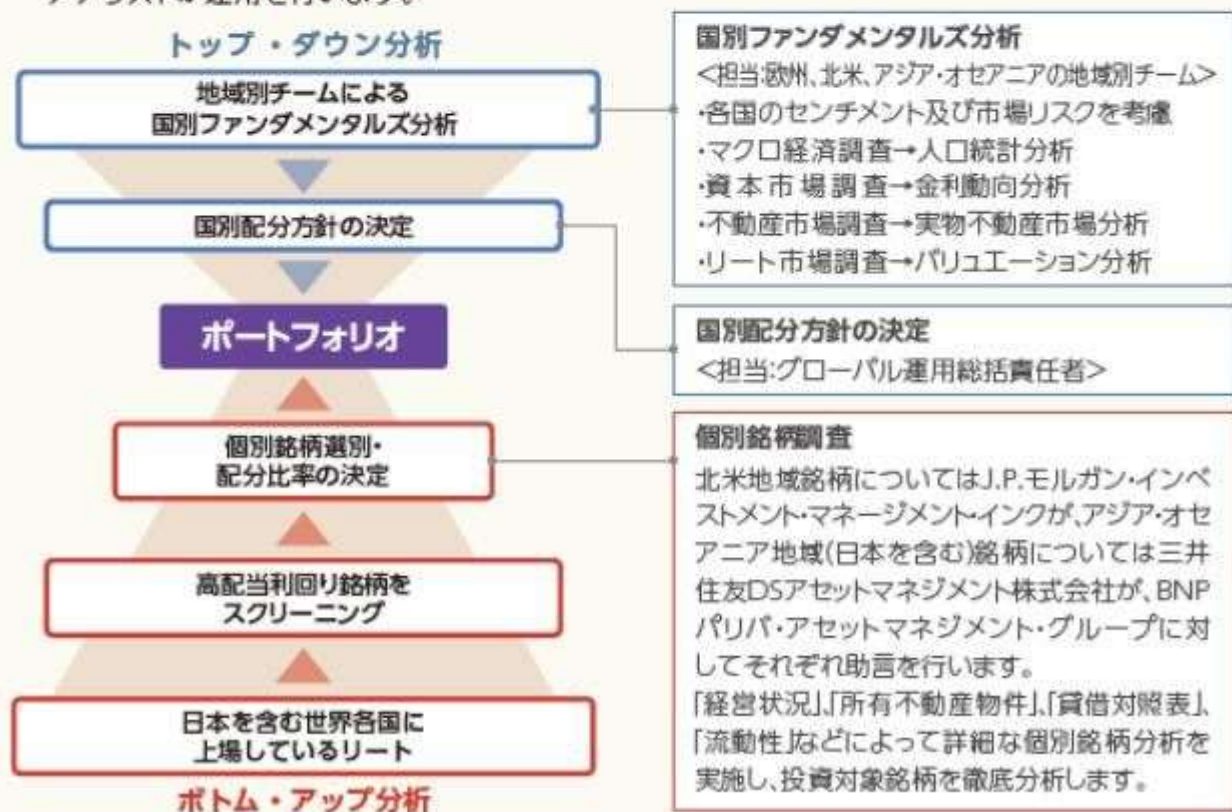 トップ・ダウン分析
地域別チームによる
国別ファンダメンタルズ分析
国別配分方針の決定
ポートフォリオ
個別銘柄選別・
配分比率の決定
高配当利回り銘柄を
スクリーニング
日本を含む世界各国に
上場しているリート
ボトム・アップ分析
国別ファンダメンタルズ分析
<担当:欧州、北米、アジア・オセアニアの地域別チーム>
・各国のセンチメント及び市場リスクを考慮
・マクロ経済調査→人口統計分析
・資本市場調査→金利動向分析
・不動産市場調査→実物不動産市場分析
・リート市場調査→バリュエーション分析
国別配分方針の決定
<担当:グローバル運用総括責任者>
個別銘柄調査
北米地域銘柄についてはJ.P.モルガン・インベ
ストメント・マネージメント・インクが、アジア・オセ
アニア地域(日本を含む)銘柄については三井
住友DSアセットマネジメント株式会社が、BNP
パリバ・アセットマネジメント・グループに対
してそれぞれ助言を行います。
「経営状況」、「所有不動産物件」、「貸借対照表」、
「流動性」などによって詳細な個別銘柄分析を
実施し、投資対象銘柄を徹底分析します。